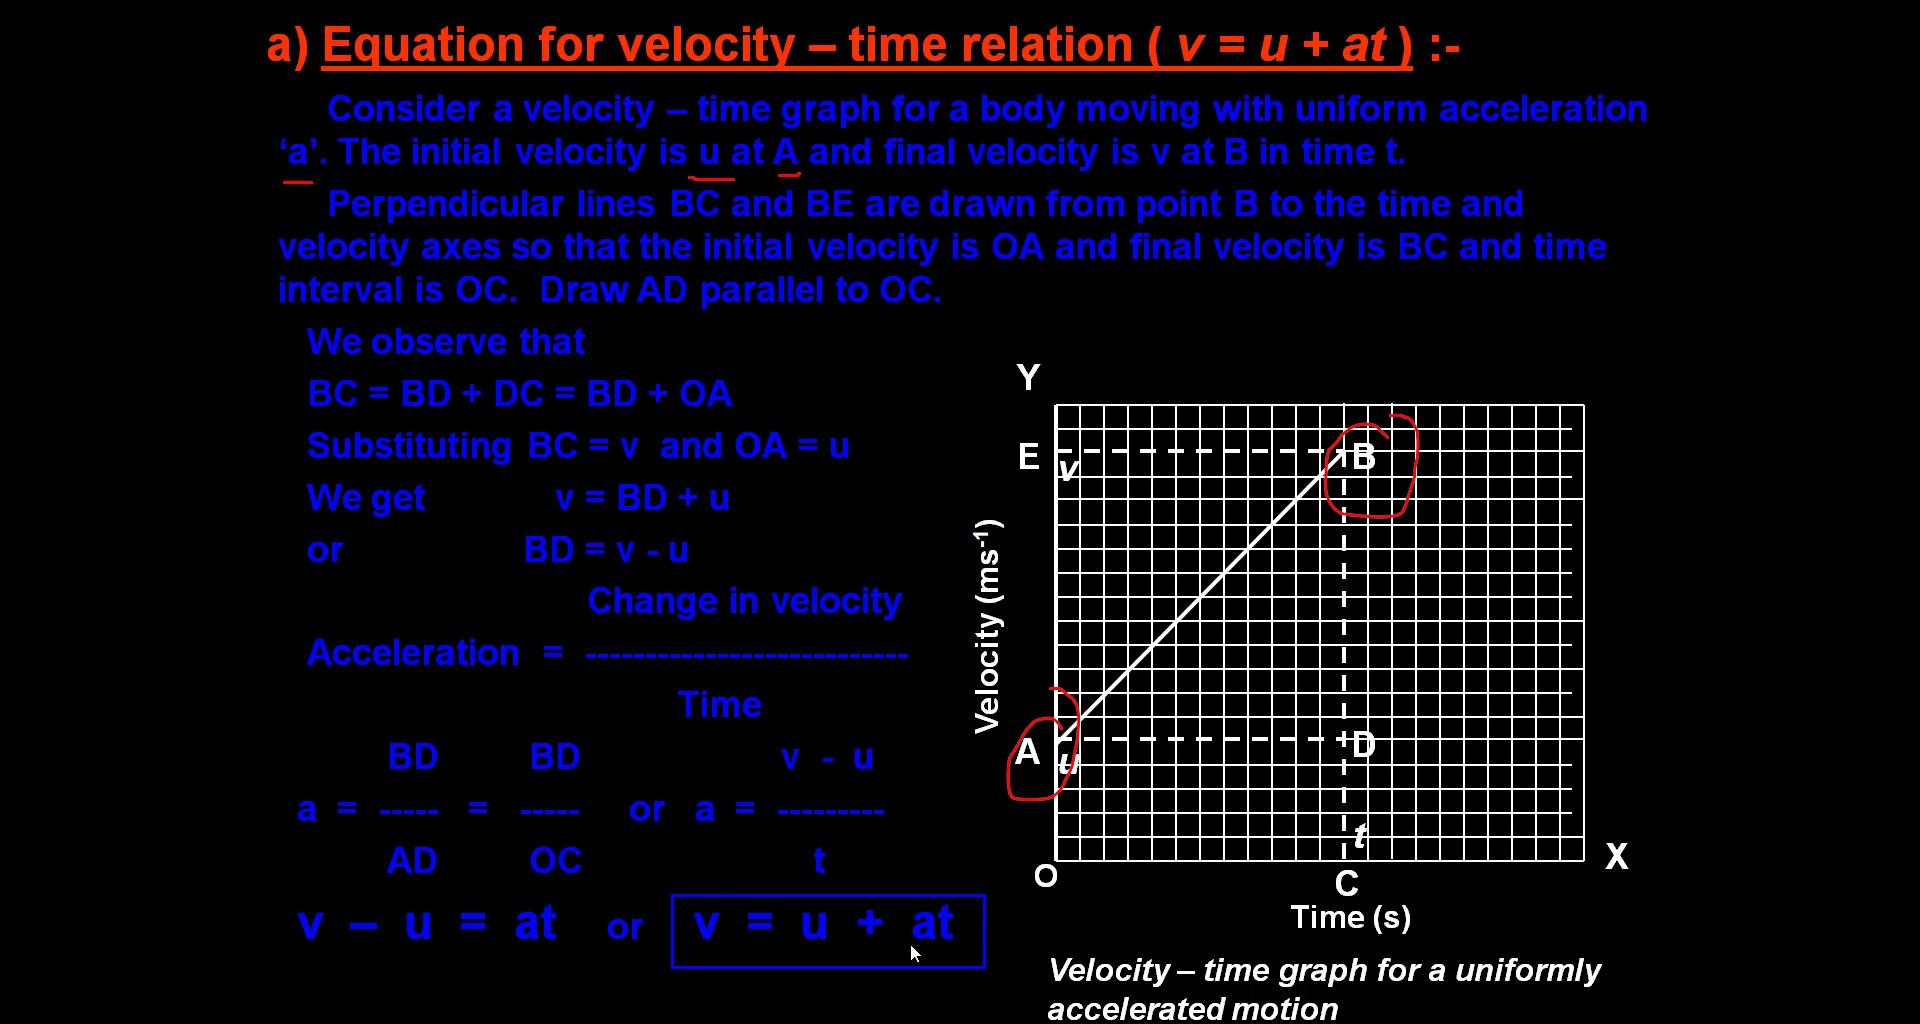 a) Equation for velocity – time relation ( v = u + at ) :-
Consider a velocity – time graph for a body moving with uniform acceleration
‘a’. The initial velocity is u at A and final velocity is v at B in time t.
Perpendicular lines BC and BE are drawn from point B to the time and
velocity axes so that the initial velocity is OA and final velocity is BC and time
interval is OC. Draw AD parallel to OC.
We observe that
BC = BD + DC = BD + OA
Substituting BC = v and OA = u
We get v = BD + u
or BD = v - u
Change in velocity
Acceleration = ---------------------------
Time
BD BD v - u
a = ----- = ----- or a = ---------
AD OC t
v – u = at or v = u + at
Y
E v B
Velocity (ms-1)
A u D
t
O C X
Time (s)
Velocity – time graph for a uniformly
accelerated motion